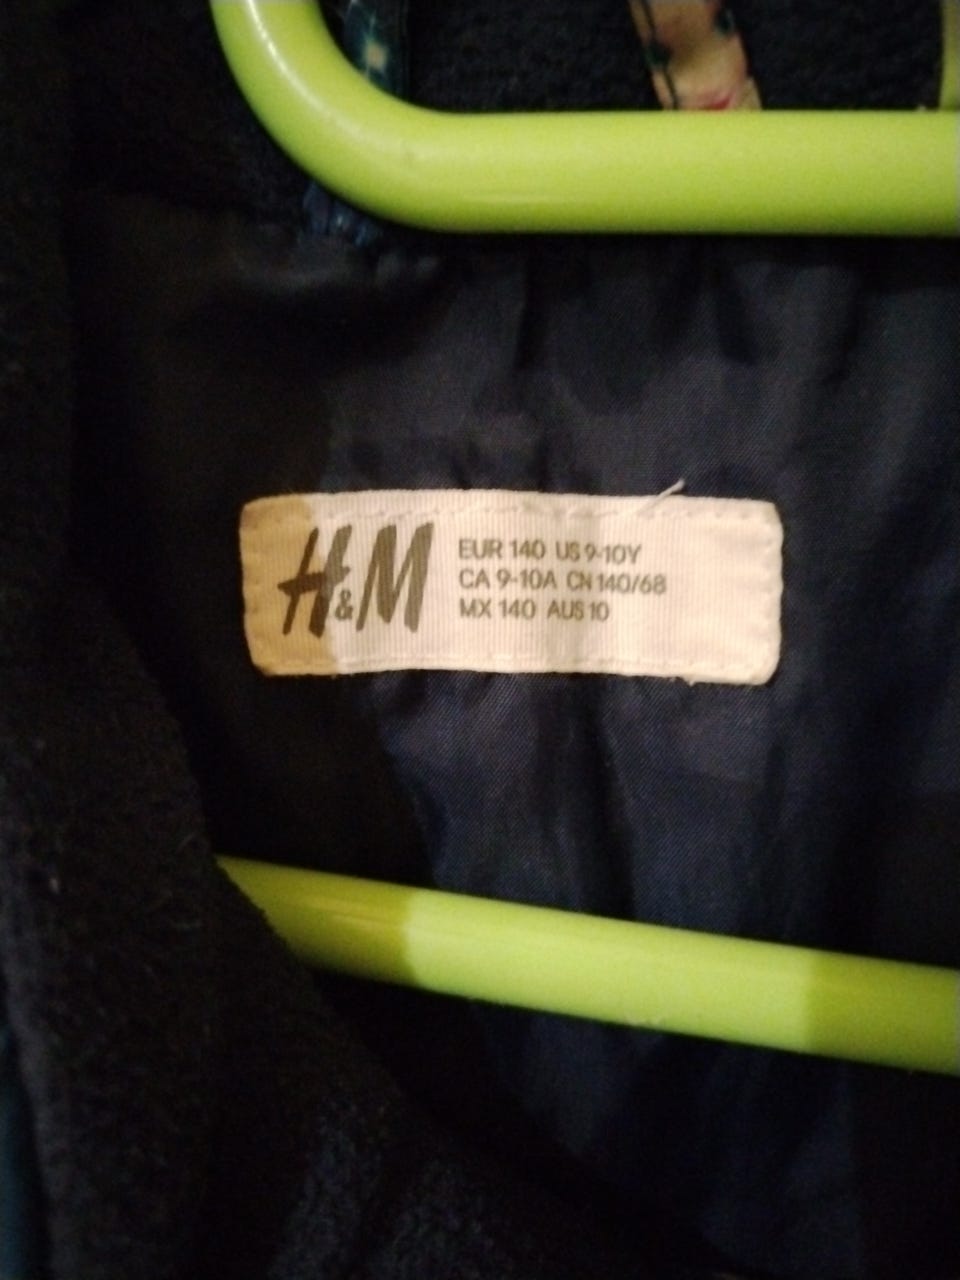 H&M
EUR 140 US 9-10Y
CA 9-10A CN 140/68
MX 140 AUS 10